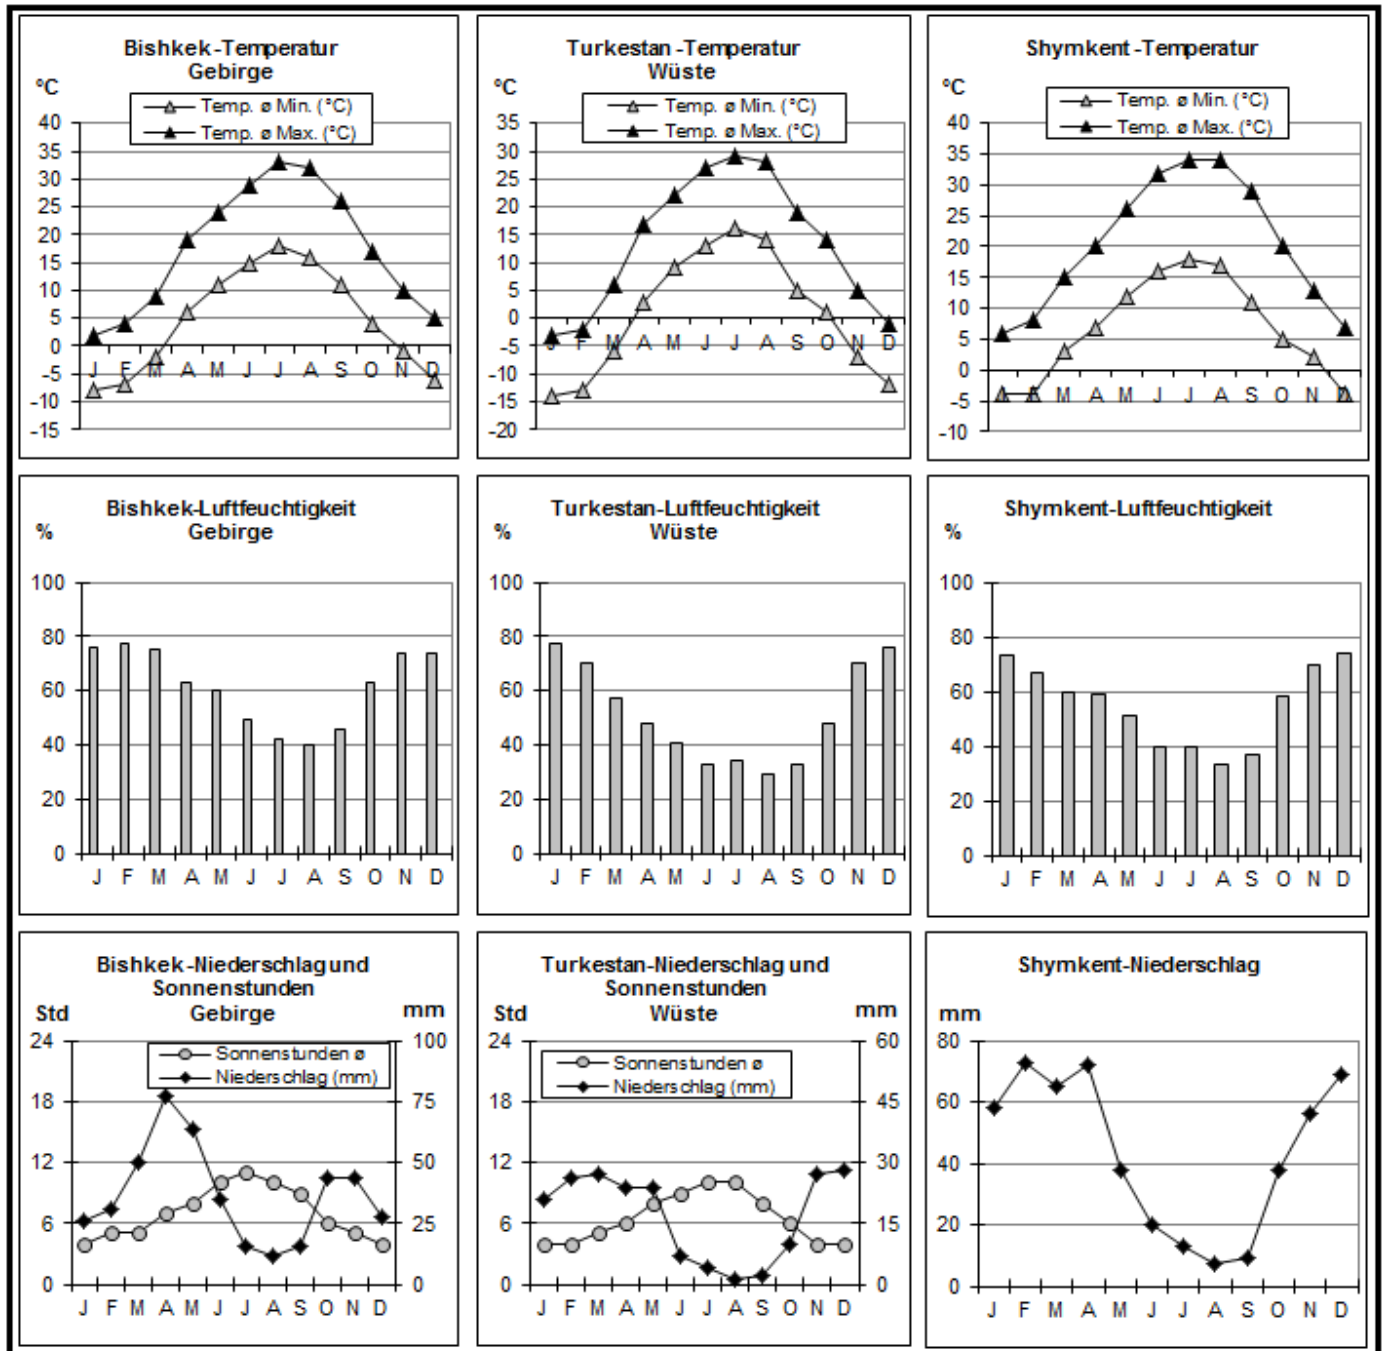 Bishkek-Temperatur
Gebirge
°C
Temp. ø Min. (°C)
Temp. ø Max. (°C)
40
35
30
25
20
15
10
5
0
-5
-10
-15
J F M A M J J A S O N D
Turkestan-Temperatur
Wüste
°C
Temp. ø Min. (°C)
Temp. ø Max. (°C)
35
30
25
20
15
10
5
0
-5
-10
-15
-20
J F M A M J J A S O N D
Shymkent-Temperatur
°C
Temp. ø Min. (°C)
Temp. ø Max. (°C)
40
35
30
25
20
15
10
5
0
-5
-10
J F M A M J J A S O N D
Bishkek-Luftfeuchtigkeit
Gebirge
%
100
80
60
40
20
0
J F M A M J J A S O N D
Turkestan-Luftfeuchtigkeit
Wüste
%
100
80
60
40
20
0
J F M A M J J A S O N D
Shymkent-Luftfeuchtigkeit
%
100
80
60
40
20
0
J F M A M J J A S O N D
Bishkek-Niederschlag und
Sonnenstunden
Gebirge
Std
mm
Sonnenstunden ø
Niederschlag (mm)
24
18
12
6
0
100
75
50
25
0
J F M A M J J A S O N D
Turkestan-Niederschlag und
Sonnenstunden
Wüste
Std
mm
Sonnenstunden ø
Niederschlag (mm)
24
18
12
6
0
60
45
30
15
0
J F M A M J J A S O N D
Shymkent-Niederschlag
mm
80
60
40
20
0
J F M A M J J A S O N D